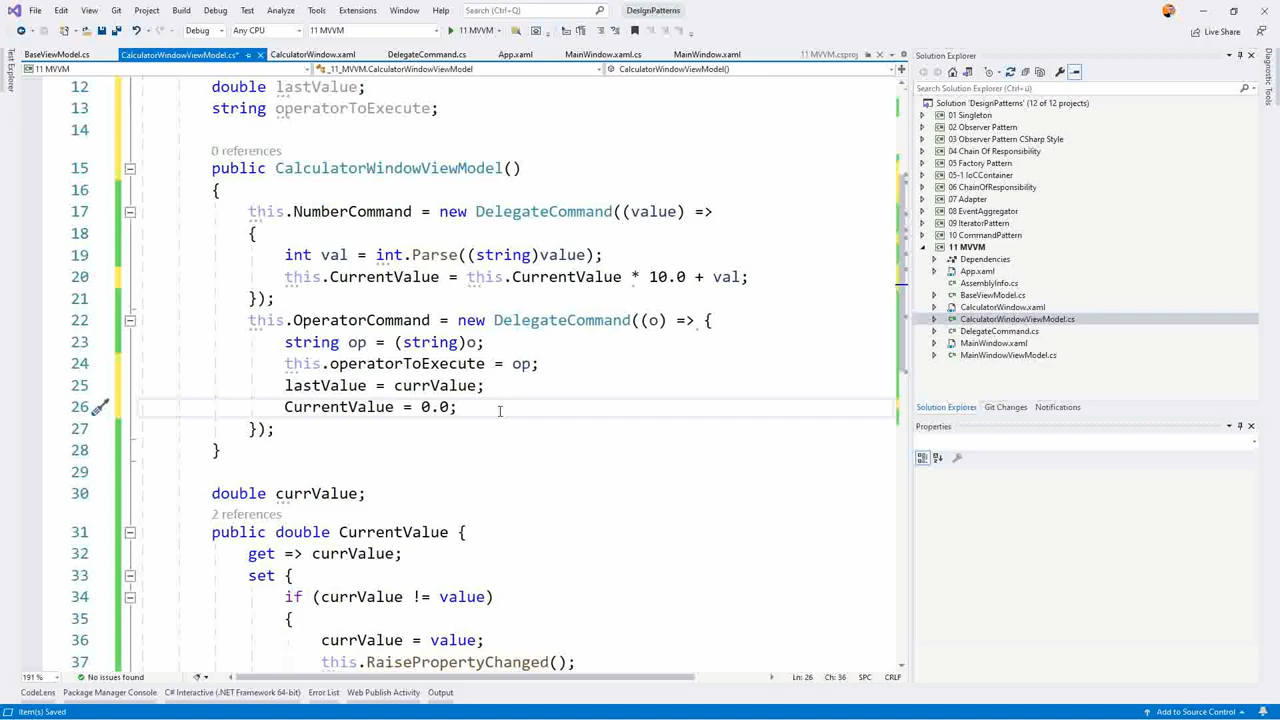 File Edit View Git Project Build Debug Test Analyze Tools Extensions Window Help Search (Ctrl+Q) DesignPatterns
Debug Any CPU 11 MVVM 11 MVVM Live Share
BaseViewModel.cs CalculatorWindowViewModel.cs* CalculatorWindow.xaml DelegateCommand.cs App.xaml MainWindow.xaml.cs MainWindow.xaml 11 MVVM.csproj
11 MVVM _11_MVVM.CalculatorWindowViewModel CalculatorWindowViewModel()
Test Explorer
12 double lastValue;
13 string operatorToExecute;
14
0 references
15 public CalculatorWindowViewModel()
16 {
17 this.NumberCommand = new DelegateCommand((value) =>
18 {
19 int val = int.Parse((string)value);
20 this.CurrentValue = this.CurrentValue * 10.0 + val;
21 });
22 this.OperatorCommand = new DelegateCommand((o) => {
23 string op = (string)o;
24 this.operatorToExecute = op;
25 lastValue = currValue;
26 CurrentValue = 0.0;
27 });
28 }
29
30 double currValue;
2 references
31 public double CurrentValue {
32 get => currValue;
33 set {
34 if (currValue != value)
35 {
36 currValue = value;
37 this.RaisePropertyChanged();
191 % No issues found Ln: 26 Ch: 36 SPC CRLF
CodeLens Package Manager Console C# Interactive (.NET Framework 64-bit) Error List Web Publish Activity Output
Item(s) Saved Add to Source Control
Solution Explorer
Search Solution Explorer (Ctrl+ü)
Solution 'DesignPatterns' (12 of 12 projects)
01 Singleton
02 Observer Pattern
03 Observer Pattern CSharp Style
04 Chain Of Responsibility
05 Factory Pattern
05-1 IoCContainer
06 ChainOfResponsibility
07 Adapter
08 EventAggregator
09 IteratorPattern
10 CommandPattern
11 MVVM
Dependencies
App.xaml
AssemblyInfo.cs
BaseViewModel.cs
CalculatorWindow.xaml
CalculatorWindowViewModel.cs
DelegateCommand.cs
MainWindow.xaml
MainWindowViewModel.cs
Solution Explorer Git Changes Notifications
Properties
Diagnostic Tools